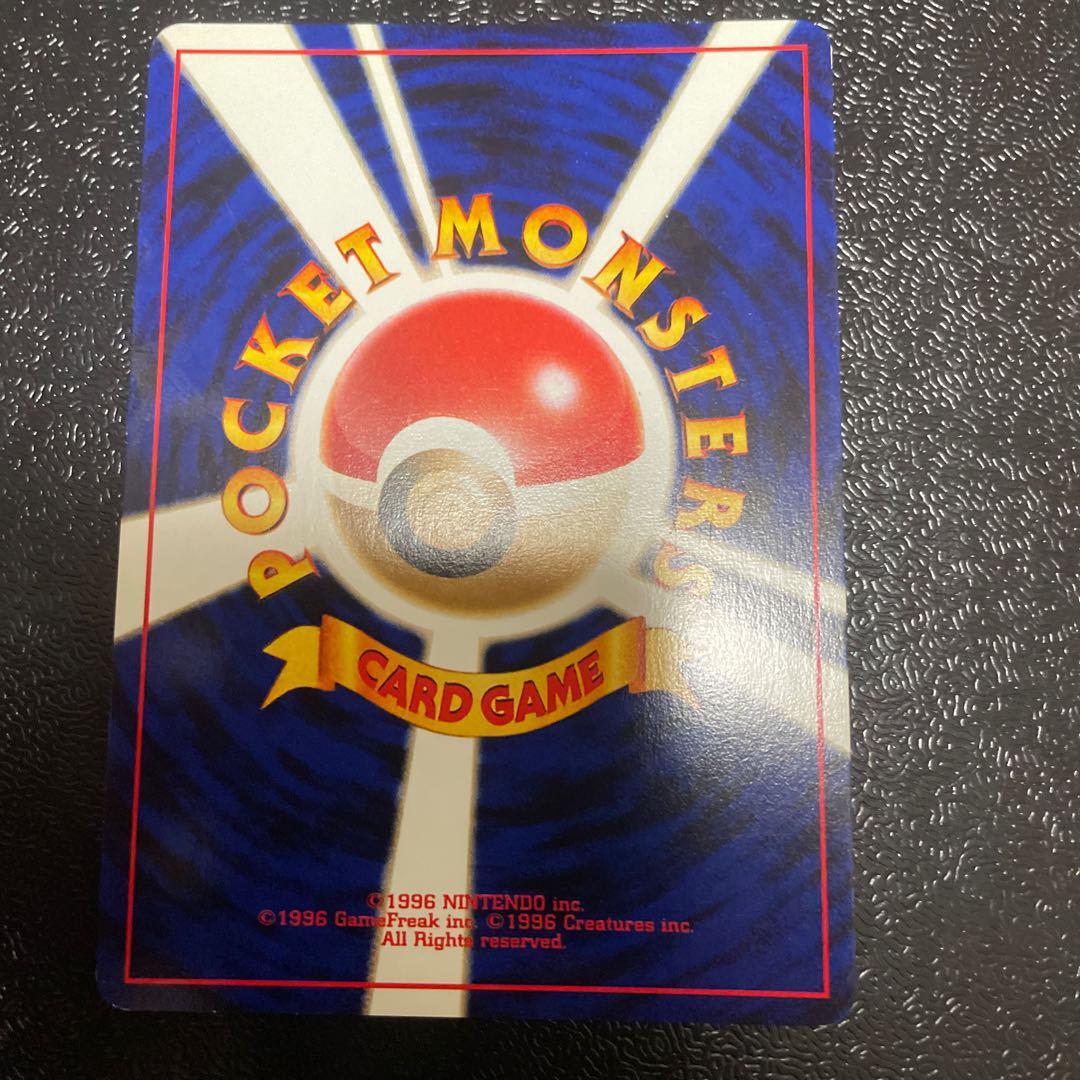 POCKET MONSTERS
CARD GAME
©1996 NINTENDO inc.
©1996 GameFreak inc. ©1996 Creatures inc.
All Rights reserved.